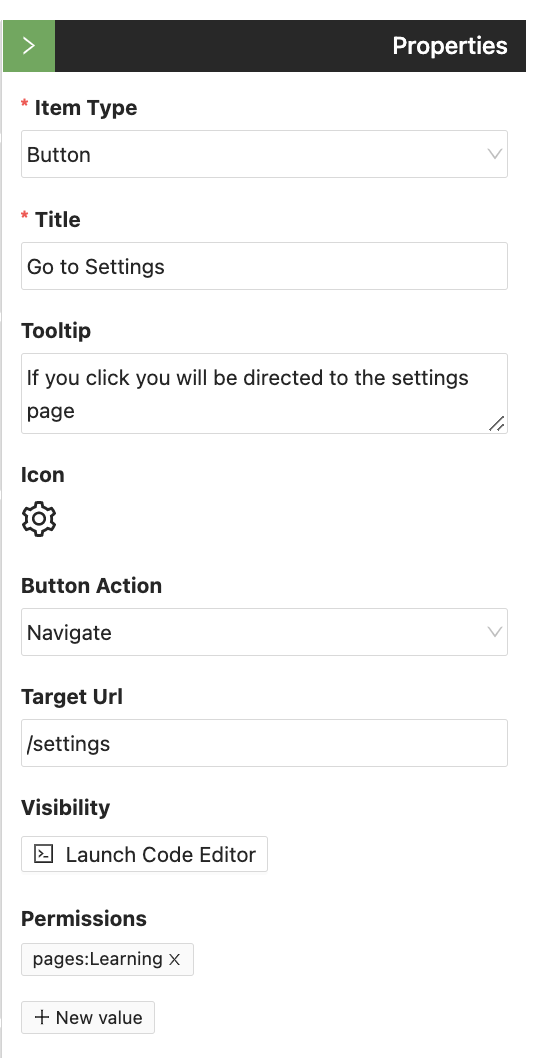 Properties
* Item Type
Button
* Title
Go to Settings
Tooltip
If you click you will be directed to the settings
page
Icon
Button Action
Navigate
Target Url
/settings
Visibility
Launch Code Editor
Permissions
pages:Learning
+ New value